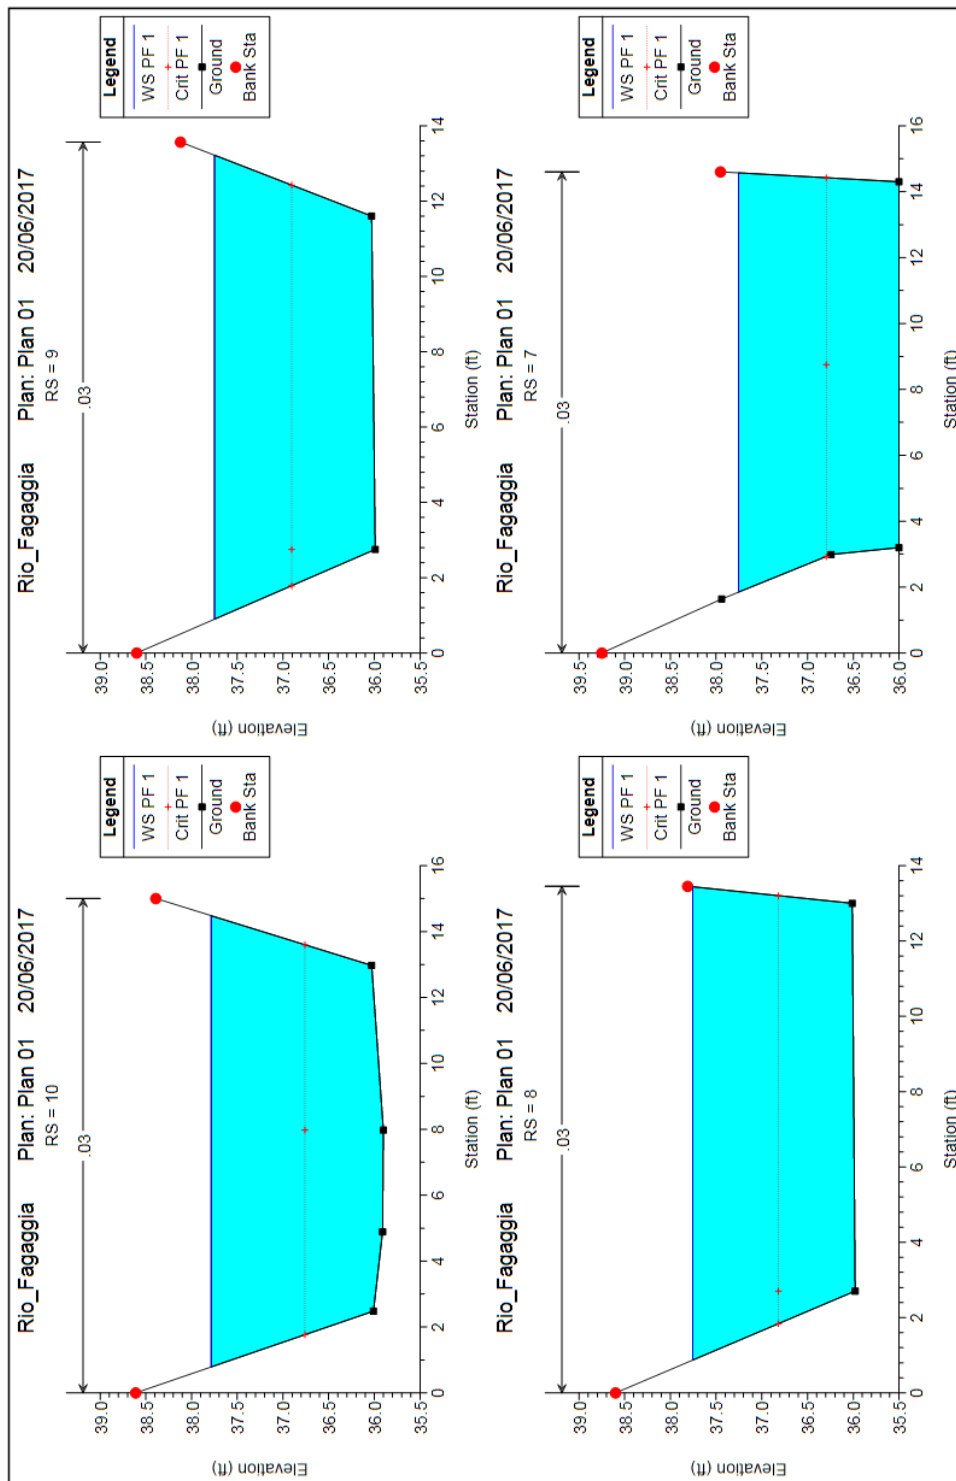 Rio_Fagaggia Plan: Plan 01 20/06/2017
RS = 10
.03
39.0
38.5
38.0
37.5
37.0
36.5
36.0
35.5
Elevation (ft)
0 2 4 6 8 10 12 14 16
Station (ft)
Legend
WS PF 1
Crit PF 1
Ground
Bank Sta
Rio_Fagaggia Plan: Plan 01 20/06/2017
RS = 9
.03
39.0
38.5
38.0
37.5
37.0
36.5
36.0
35.5
Elevation (ft)
0 2 4 6 8 10 12 14
Station (ft)
Legend
WS PF 1
Crit PF 1
Ground
Bank Sta
Rio_Fagaggia Plan: Plan 01 20/06/2017
RS = 8
.03
39.0
38.5
38.0
37.5
37.0
36.5
36.0
35.5
Elevation (ft)
0 2 4 6 8 10 12 14
Station (ft)
Legend
WS PF 1
Crit PF 1
Ground
Bank Sta
Rio_Fagaggia Plan: Plan 01 20/06/2017
RS = 7
.03
39.5
39.0
38.5
38.0
37.5
37.0
36.5
36.0
Elevation (ft)
0 2 4 6 8 10 12 14 16
Station (ft)
Legend
WS PF 1
Crit PF 1
Ground
Bank Sta